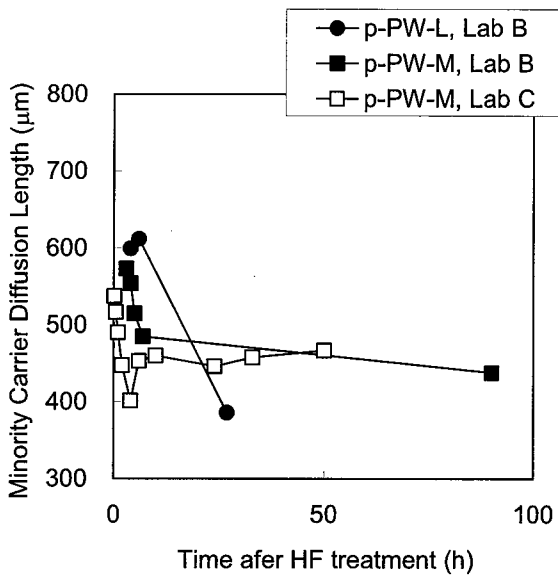 p-PW-L, Lab B
p-PW-M, Lab B
p-PW-M, Lab C
Minority Carrier Diffusion Length (μm)
800
700
600
500
400
300
0
50
100
Time afer HF treatment (h)